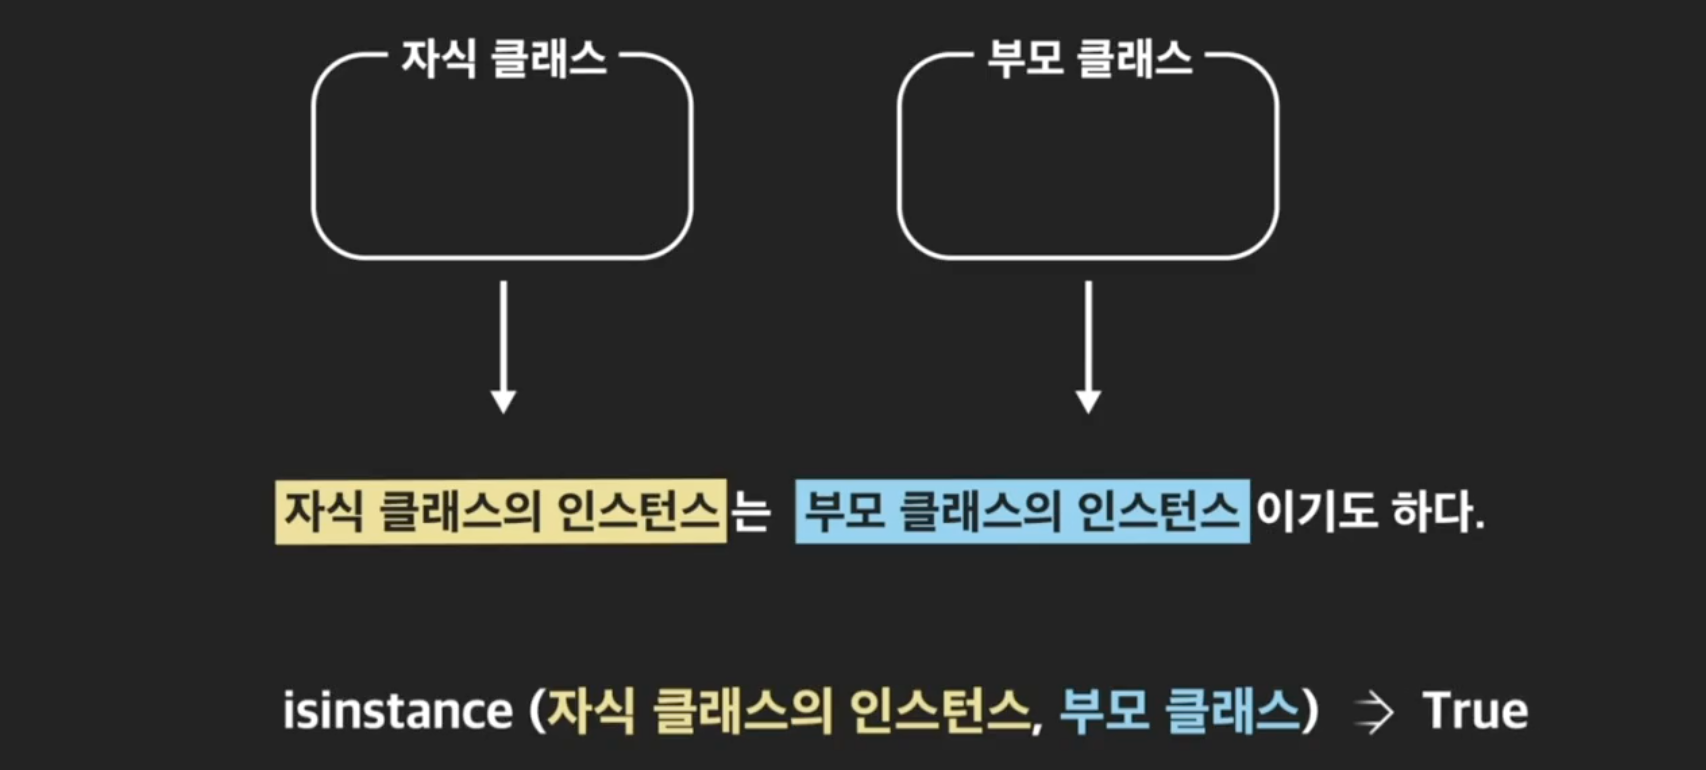 자식 클래스
부모 클래스
자식 클래스의 인스턴스는 부모 클래스의 인스턴스이기도 하다.
isinstance (자식 클래스의 인스턴스, 부모 클래스) ⇒ True